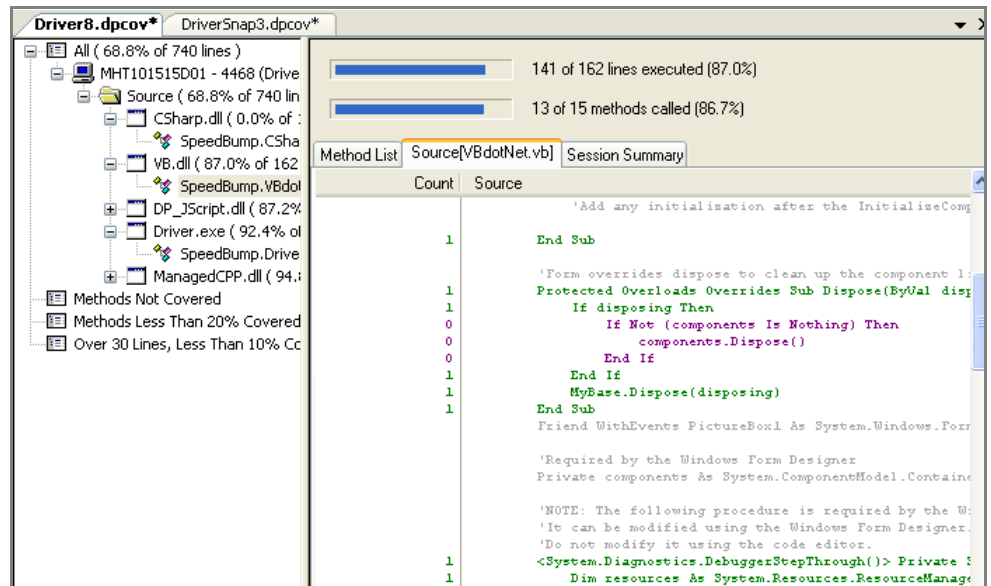 Driver8.dpcov*
DriverSnap3.dpcov*
All ( 68.8% of 740 lines )
MHT101515D01 - 4468 (Drive
Source ( 68.8% of 740 lin
CSharp.dll ( 0.0% of
SpeedBump.CSha
VB.dll ( 87.0% of 162
SpeedBump.VBdot
DP_JScript.dll ( 87.2%
Driver.exe ( 92.4% of
SpeedBump.Drive
ManagedCPP.dll ( 94.
Methods Not Covered
Methods Less Than 20% Covered
Over 30 Lines, Less Than 10% Co
141 of 162 lines executed (87.0%)
13 of 15 methods called (86.7%)
Method List Source[VBdotNet.vb] Session Summary
Count Source
'Add any initialization after the InitializeComp
1 End Sub
'Form overrides dispose to clean up the component li
1 Protected Overloads Overrides Sub Dispose(ByVal disp
1 If disposing Then
0 If Not (components Is Nothing) Then
0 components.Dispose()
0 End If
1 End If
1 MyBase.Dispose(disposing)
1 End Sub
Friend WithEvents PictureBox1 As System.Windows.Form
'Required by the Windows Form Designer
Private components As System.ComponentModel.Containe
'NOTE: The following procedure is required by the Wi
'It can be modified using the Windows Form Designer.
'Do not modify it using the code editor.
1 <System.Diagnostics.DebuggerStepThrough()> Private S
1 Dim resources As System.Resources.ResourceManage